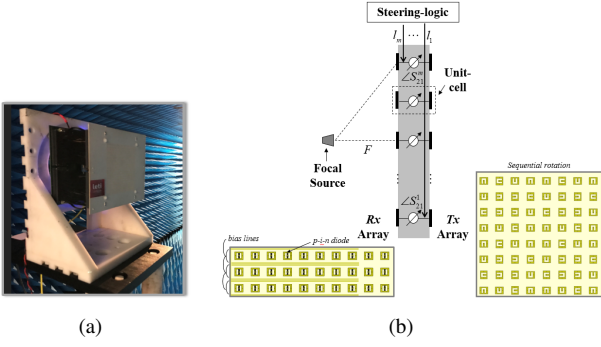 Steering-logic
l_m ... l_1
∠S_21^m
Unit-
cell
F
Focal
Source
∠S_21^1
Rx
Array
Tx
Array
Sequential rotation
bias lines
p-i-n diode
(a)
(b)